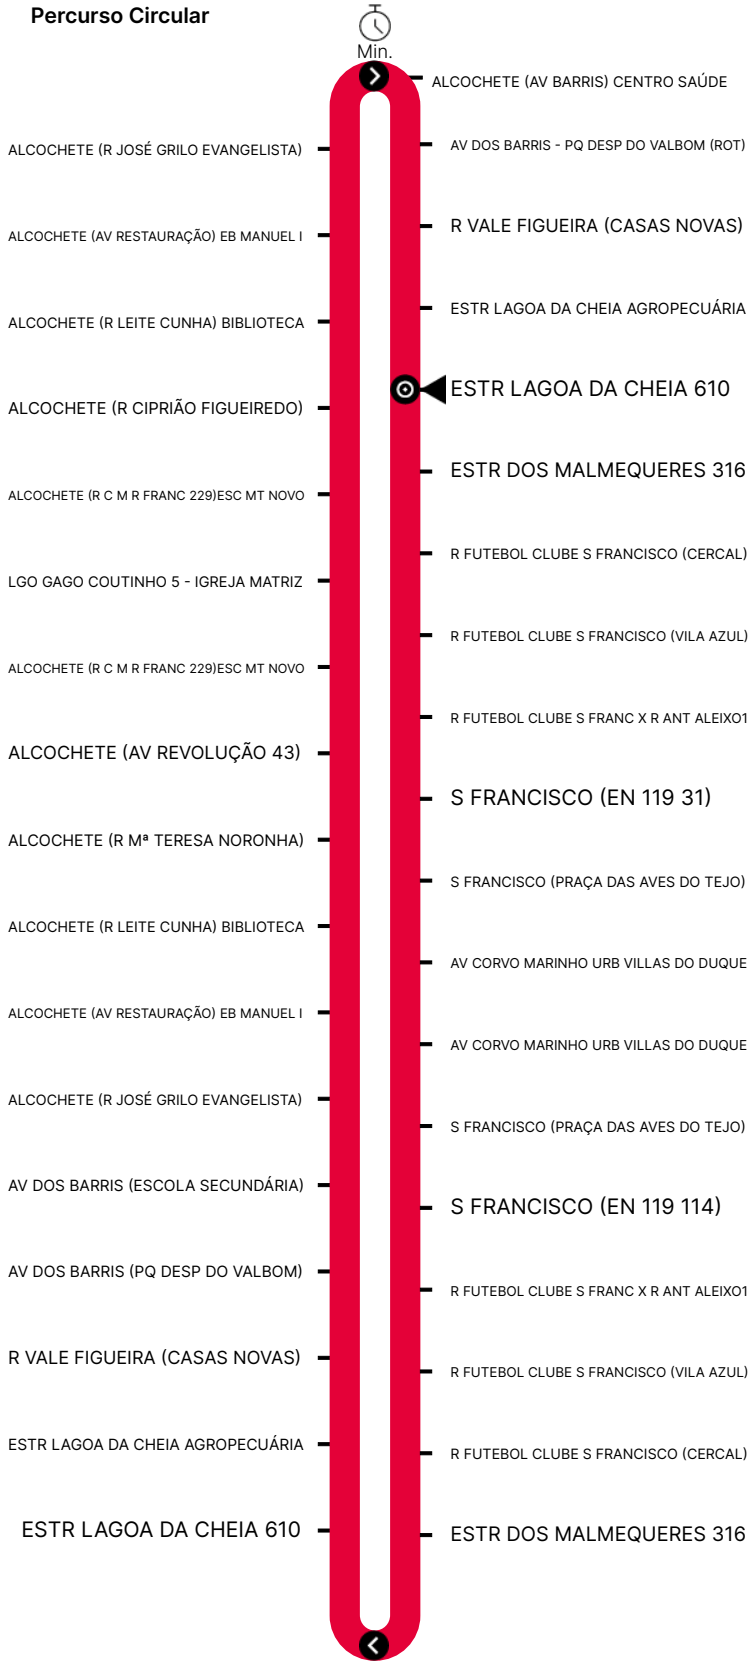 Percurso Circular
Min.
ALCOCHETE (AV BARRIS) CENTRO SAÚDE
AV DOS BARRIS - PQ DESP DO VALBOM (ROT)
R VALE FIGUEIRA (CASAS NOVAS)
ESTR LAGOA DA CHEIA AGROPECUÁRIA
ESTR LAGOA DA CHEIA 610
ESTR DOS MALMEQUERES 316
R FUTEBOL CLUBE S FRANCISCO (CERCAL)
R FUTEBOL CLUBE S FRANCISCO (VILA AZUL)
R FUTEBOL CLUBE S FRANC X R ANT ALEIXO1
S FRANCISCO (EN 119 31)
S FRANCISCO (PRAÇA DAS AVES DO TEJO)
AV CORVO MARINHO URB VILLAS DO DUQUE
AV CORVO MARINHO URB VILLAS DO DUQUE
S FRANCISCO (PRAÇA DAS AVES DO TEJO)
S FRANCISCO (EN 119 114)
R FUTEBOL CLUBE S FRANC X R ANT ALEIXO1
R FUTEBOL CLUBE S FRANCISCO (VILA AZUL)
R FUTEBOL CLUBE S FRANCISCO (CERCAL)
ESTR DOS MALMEQUERES 316
ALCOCHETE (R JOSÉ GRILO EVANGELISTA)
ALCOCHETE (AV RESTAURAÇÃO) EB MANUEL I
ALCOCHETE (R LEITE CUNHA) BIBLIOTECA
ALCOCHETE (R CIPRIÃO FIGUEIREDO)
ALCOCHETE (R C M R FRANC 229)ESC MT NOVO
LGO GAGO COUTINHO 5 - IGREJA MATRIZ
ALCOCHETE (R C M R FRANC 229)ESC MT NOVO
ALCOCHETE (AV REVOLUÇÃO 43)
ALCOCHETE (R Mª TERESA NORONHA)
ALCOCHETE (R LEITE CUNHA) BIBLIOTECA
ALCOCHETE (AV RESTAURAÇÃO) EB MANUEL I
ALCOCHETE (R JOSÉ GRILO EVANGELISTA)
AV DOS BARRIS (ESCOLA SECUNDÁRIA)
AV DOS BARRIS (PQ DESP DO VALBOM)
R VALE FIGUEIRA (CASAS NOVAS)
ESTR LAGOA DA CHEIA AGROPECUÁRIA
ESTR LAGOA DA CHEIA 610